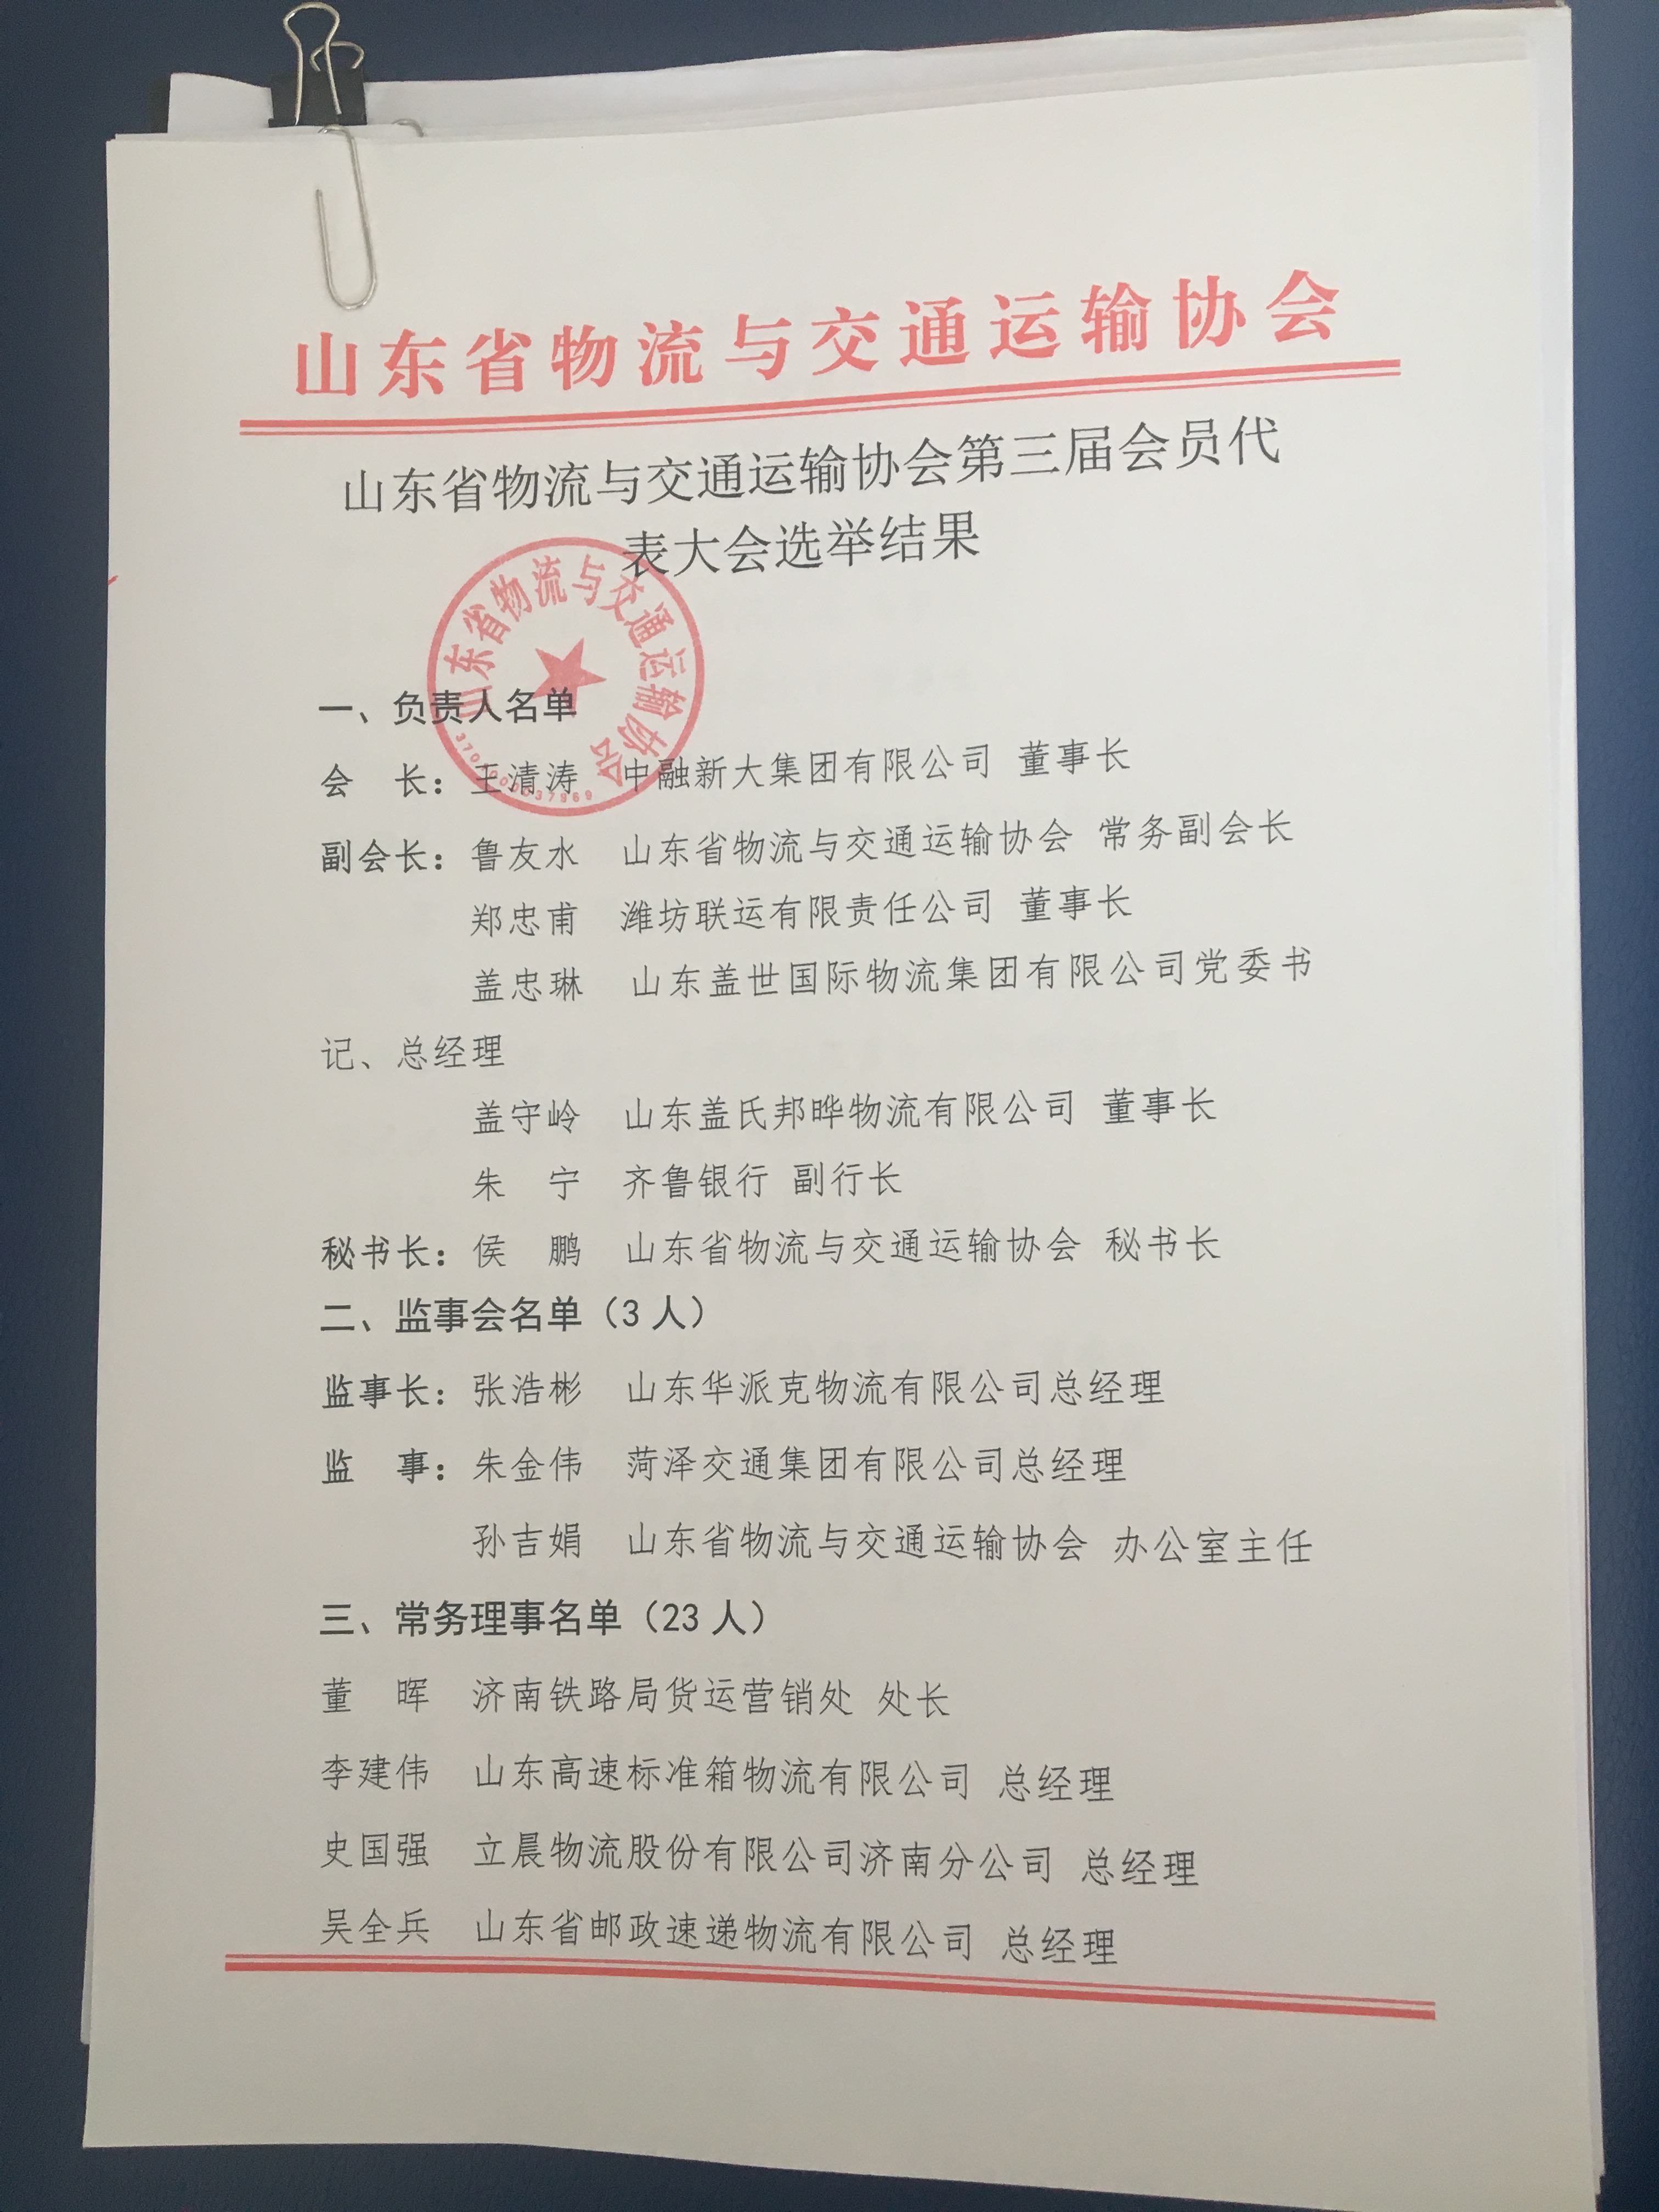 山东省物流与交通运输协会
山东省物流与交通运输协会第三届会员代
表大会选举结果
山东省物流与交通运输协会
一、负责人名单
会　长：王清涛　中融新大集团有限公司 董事长
副会长：鲁友水　山东省物流与交通运输协会 常务副会长
郑忠甫　潍坊联运有限责任公司 董事长
盖忠琳　山东盖世国际物流集团有限公司党委书
记、总经理
盖守岭　山东盖氏邦晔物流有限公司 董事长
朱　宁　齐鲁银行 副行长
秘书长：侯　鹏　山东省物流与交通运输协会 秘书长
二、监事会名单（3 人）
监事长：张浩彬　山东华派克物流有限公司总经理
监　事：朱金伟　菏泽交通集团有限公司总经理
孙吉娟　山东省物流与交通运输协会 办公室主任
三、常务理事名单（23 人）
董　晖　济南铁路局货运营销处 处长
李建伟　山东高速标准箱物流有限公司 总经理
史国强　立晨物流股份有限公司济南分公司 总经理
吴全兵　山东省邮政速递物流有限公司 总经理